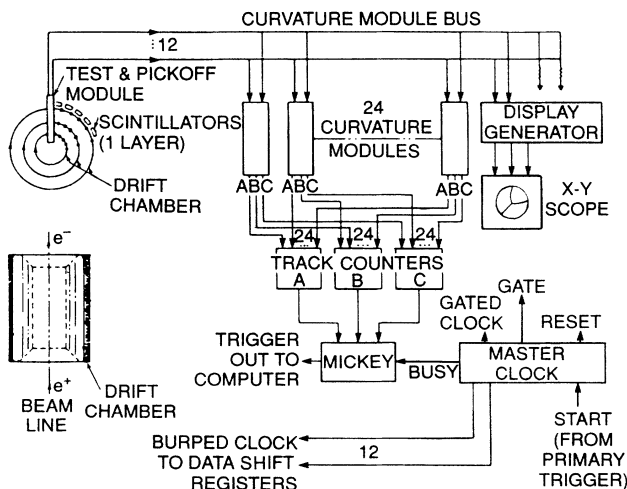 CURVATURE MODULE BUS
12
TEST & PICKOFF
MODULE
SCINTILLATORS
(1 LAYER)
DRIFT
CHAMBER
24
CURVATURE
MODULES
DISPLAY
GENERATOR
ABC
ABC
ABC
X-Y
SCOPE
24
24
24
TRACK COUNTERS
A
B
C
e−
e+
BEAM
LINE
DRIFT
CHAMBER
TRIGGER
OUT TO
COMPUTER
MICKEY
BUSY
GATED
CLOCK
GATE
RESET
MASTER
CLOCK
START
(FROM
PRIMARY
TRIGGER)
BURPED CLOCK
TO DATA SHIFT
REGISTERS
12